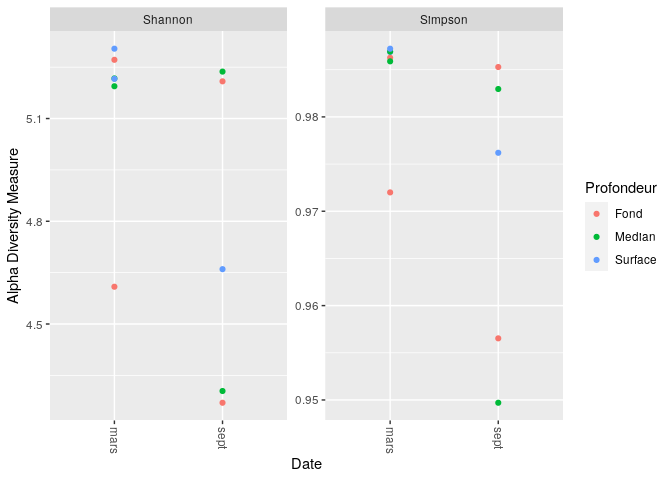 Shannon
Simpson
Alpha Diversity Measure
5.1
4.8
4.5
0.98
0.97
0.96
0.95
mars
sept
mars
sept
Date
Profondeur
Fond
Median
Surface